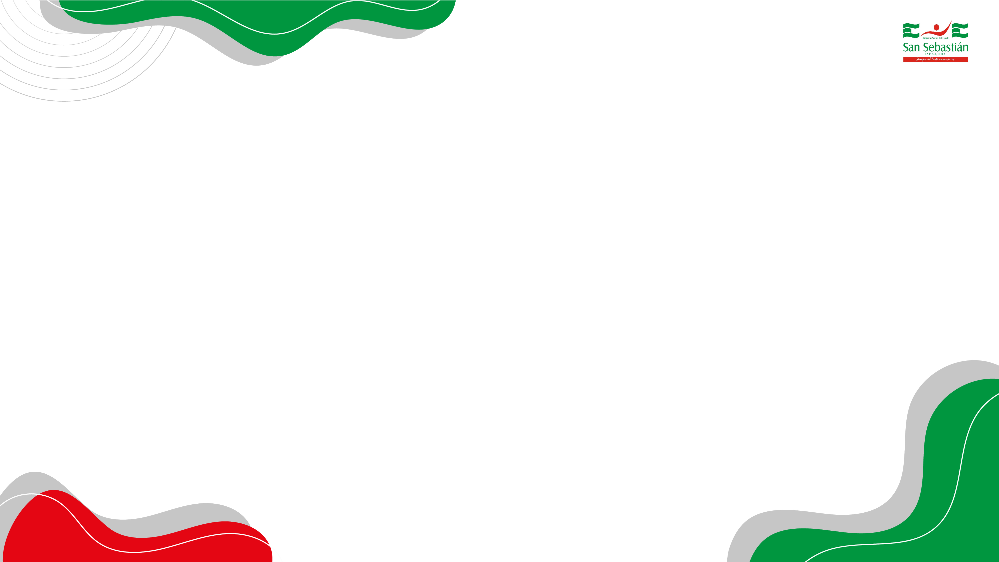 Empresa Social del Estado
San Sebastián
LA PLATA, HUILA
Siempre adelante en servicios